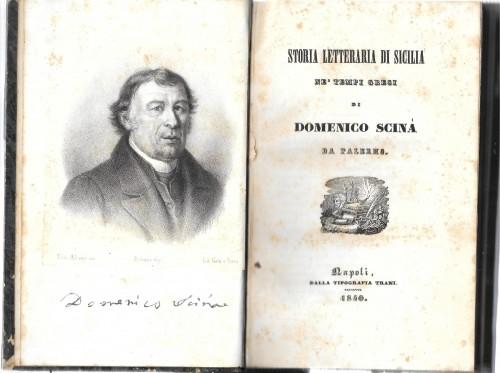 Domenico Scinà
STORIA LETTERARIA DI SICILIA
NE' TEMPI GRECI
DI
DOMENICO SCINÀ
DA PALERMO.
Napoli,
DALLA TIPOGRAFIA TRANI.
1840.